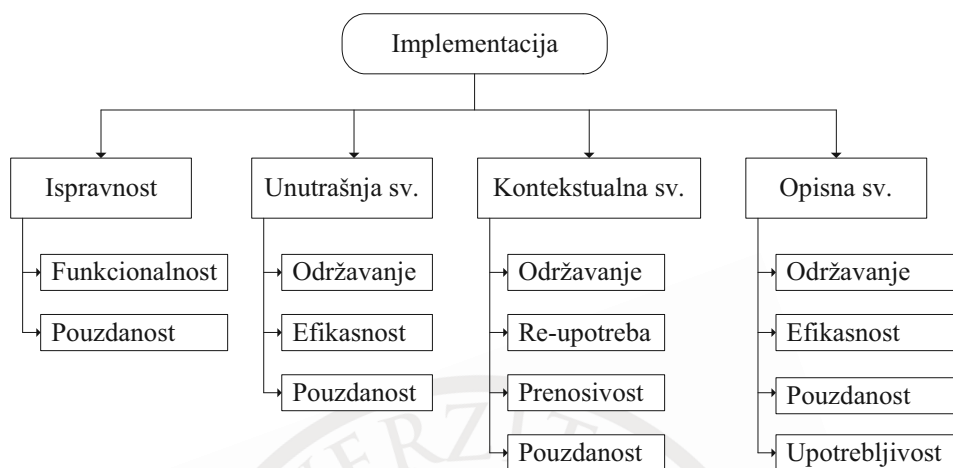 Implementacija
Ispravnost
Funkcionalnost
Pouzdanost
Unutrašnja sv.
Održavanje
Efikasnost
Pouzdanost
Kontekstualna sv.
Održavanje
Re-upotreba
Prenosivost
Pouzdanost
Opisna sv.
Održavanje
Efikasnost
Pouzdanost
Upotrebljivost